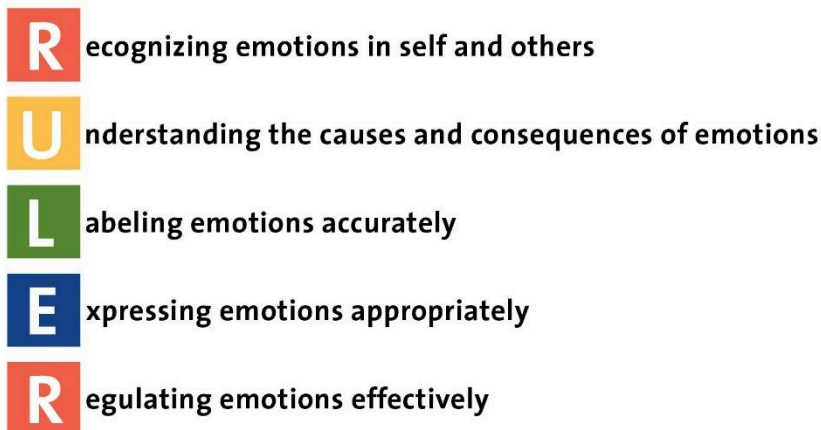 Recognizing emotions in self and others
Understanding the causes and consequences of emotions
Labeling emotions accurately
Expressing emotions appropriately
Regulating emotions effectively